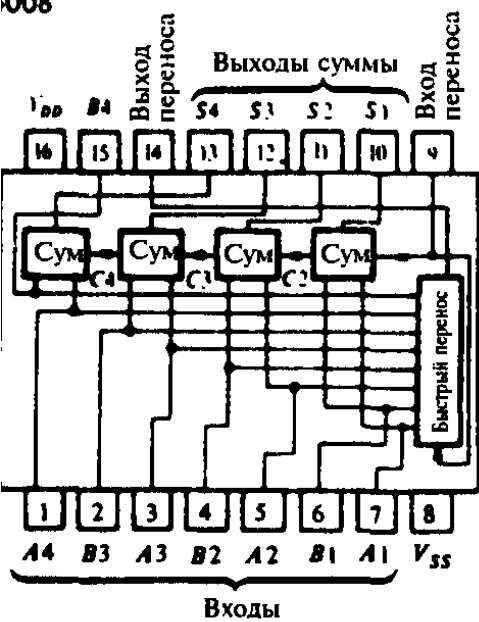 Выходы суммы
Выход переноса
Вход переноса
V_DD B4 S4 S3 S2 S1
16 15 14 13 12 11 10 9
Сум Сум Сум Сум
C4 C3 C2
Быстрый перенос
1 2 3 4 5 6 7 8
A4 B3 A3 B2 A2 B1 A1 V_SS
Входы